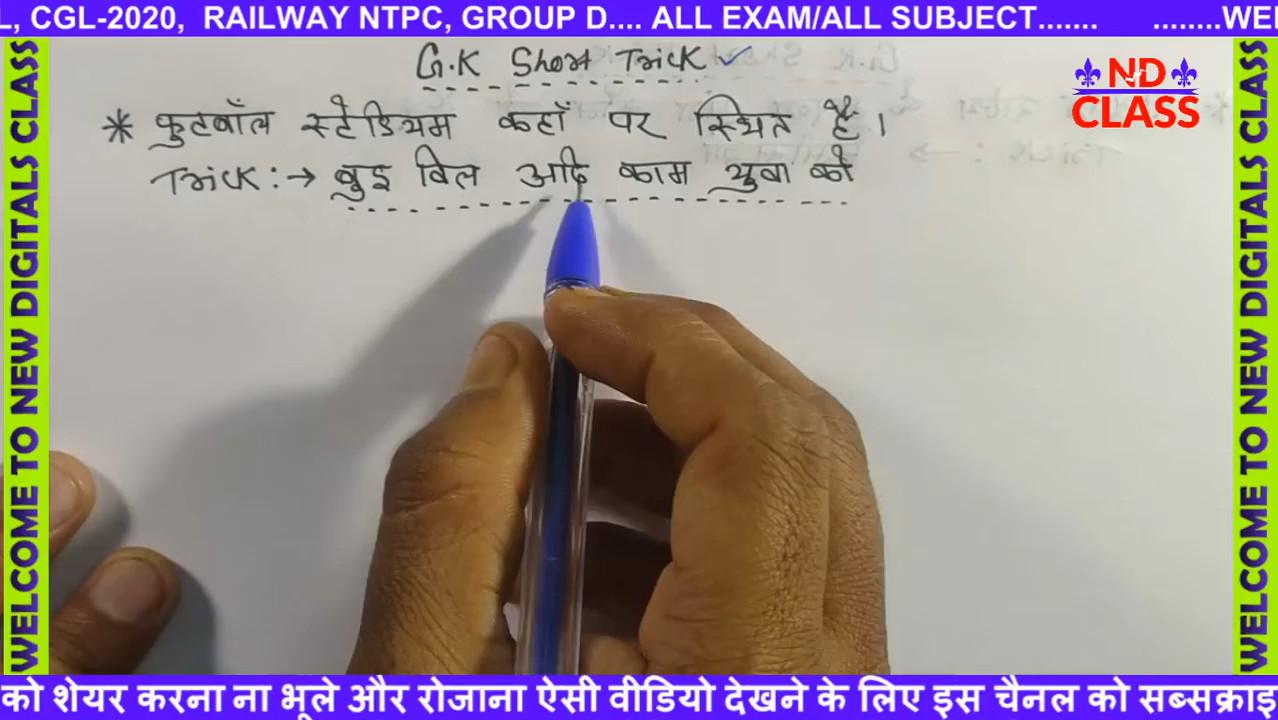 L, CGL-2020, RAILWAY NTPC, GROUP D.... ALL EXAM/ALL SUBJECT....... ........WEL
WELCOME TO NEW DIGITALS CLASS
G.K Short Trick ✓
* फुटबॉल स्टेडियम कहाँ पर स्थित है।
Trick :→ बुइ विल अदि काम युवा को
ND
CLASS
WELCOME TO NEW DIGITALS CLASS
को शेयर करना ना भूले और रोजाना ऐसी वीडियो देखने के लिए इस चैनल को सब्सक्राइ